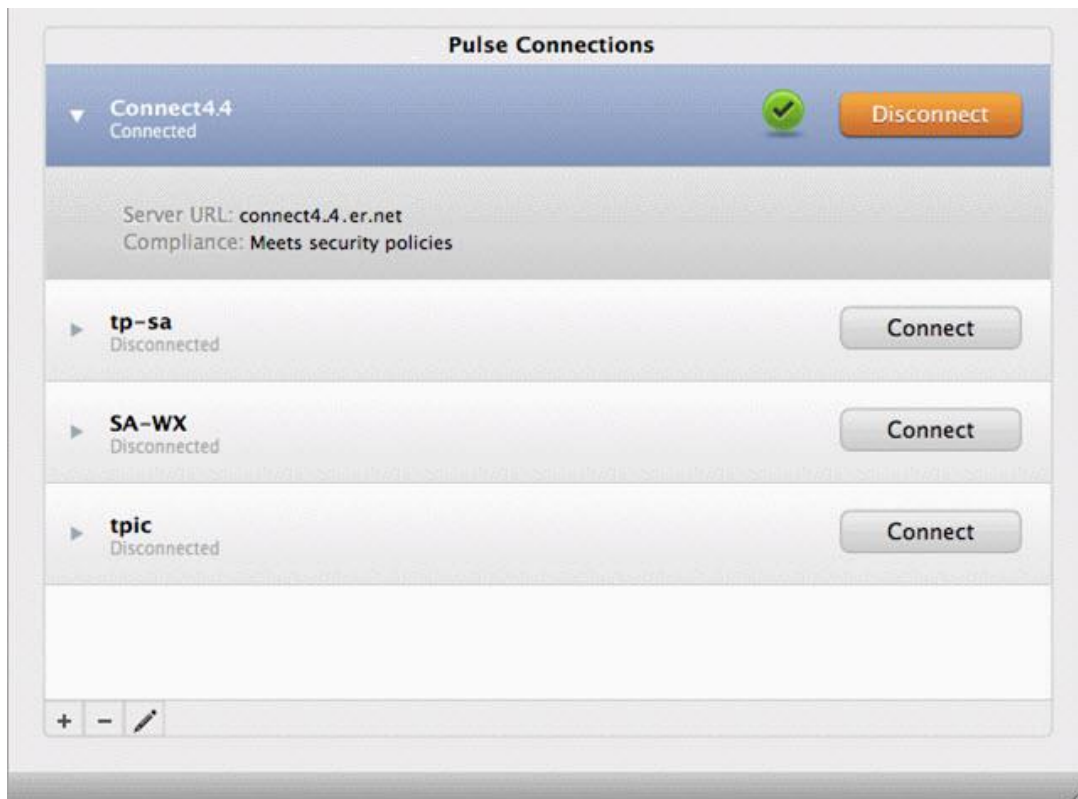 Pulse Connections
Connect4.4
Connected
Disconnect
Server URL: connect4.4.er.net
Compliance: Meets security policies
tp-sa
Disconnected
Connect
SA-WX
Disconnected
Connect
tpic
Disconnected
Connect